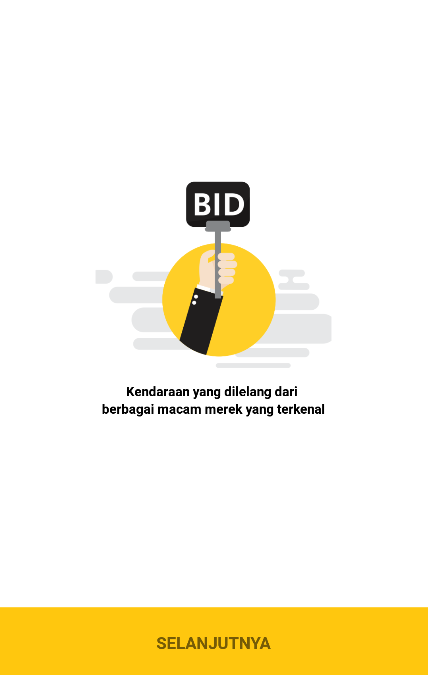 BID
Kendaraan yang dilelang dari
berbagai macam merek yang terkenal
SELANJUTNYA